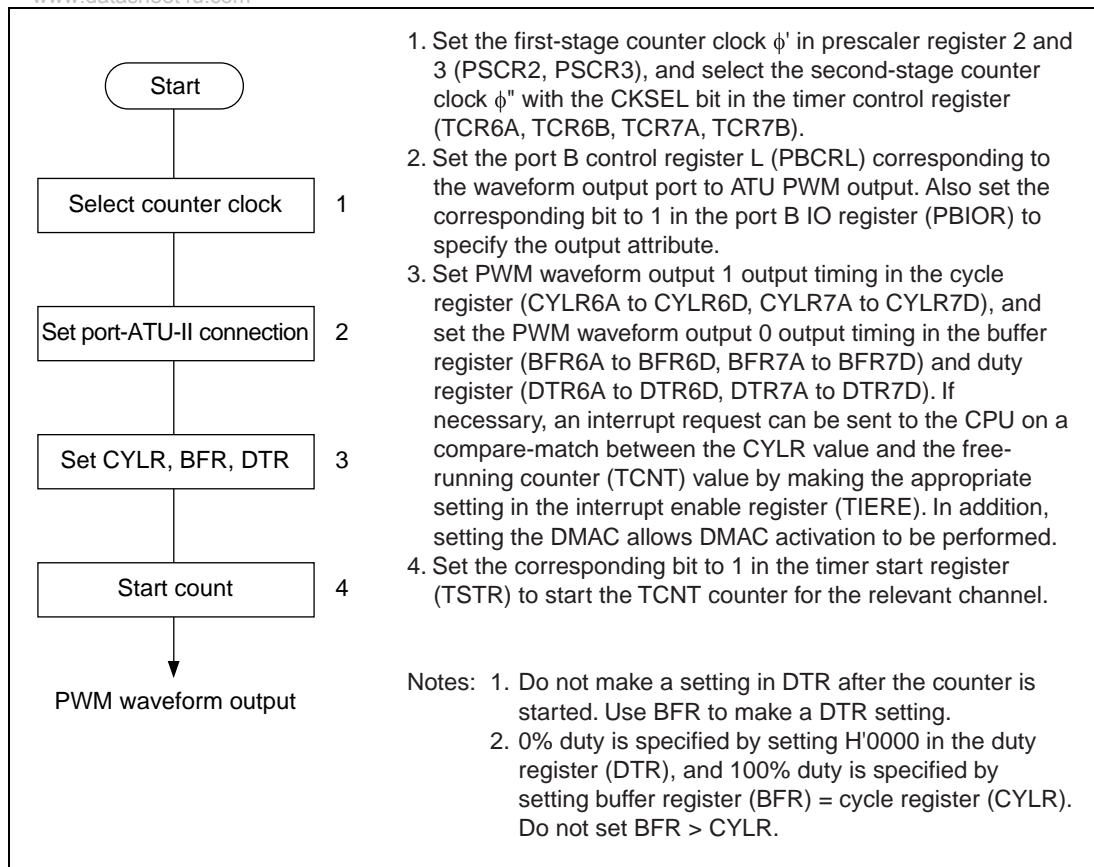 Start
Select counter clock 1
Set port-ATU-II connection 2
Set CYLR, BFR, DTR 3
Start count 4
PWM waveform output
1. Set the first-stage counter clock ϕ' in prescaler register 2 and
3 (PSCR2, PSCR3), and select the second-stage counter
clock ϕ" with the CKSEL bit in the timer control register
(TCR6A, TCR6B, TCR7A, TCR7B).
2. Set the port B control register L (PBCRL) corresponding to
the waveform output port to ATU PWM output. Also set the
corresponding bit to 1 in the port B IO register (PBIOR) to
specify the output attribute.
3. Set PWM waveform output 1 output timing in the cycle
register (CYLR6A to CYLR6D, CYLR7A to CYLR7D), and
set the PWM waveform output 0 output timing in the buffer
register (BFR6A to BFR6D, BFR7A to BFR7D) and duty
register (DTR6A to DTR6D, DTR7A to DTR7D). If
necessary, an interrupt request can be sent to the CPU on a
compare-match between the CYLR value and the free-
running counter (TCNT) value by making the appropriate
setting in the interrupt enable register (TIERE). In addition,
setting the DMAC allows DMAC activation to be performed.
4. Set the corresponding bit to 1 in the timer start register
(TSTR) to start the TCNT counter for the relevant channel.
Notes: 1. Do not make a setting in DTR after the counter is
started. Use BFR to make a DTR setting.
2. 0% duty is specified by setting H'0000 in the duty
register (DTR), and 100% duty is specified by
setting buffer register (BFR) = cycle register (CYLR).
Do not set BFR > CYLR.